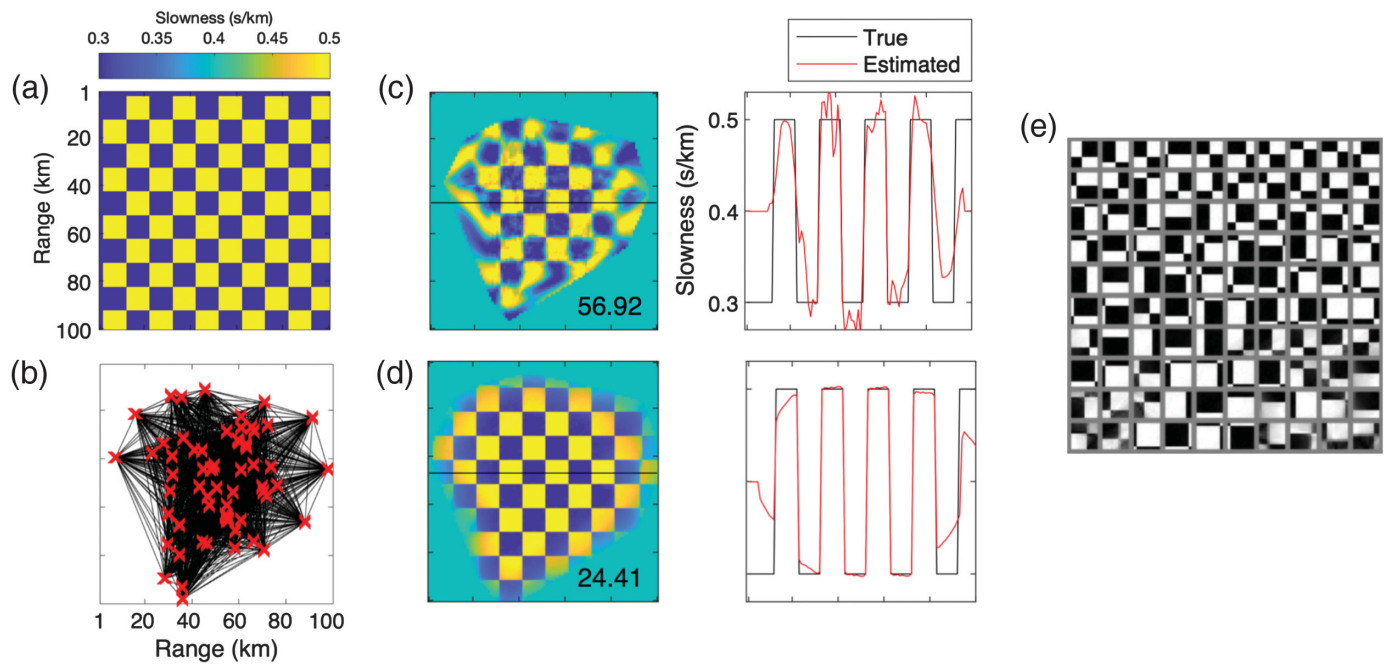 Slowness (s/km)
0.3 0.35 0.4 0.45 0.5
(a)
1
20
40
60
80
100
Range (km)
(b)
1 20 40 60 80 100
Range (km)
(c)
56.92
True
Estimated
0.5
0.4
0.3
Slowness (s/km)
(d)
24.41
(e)